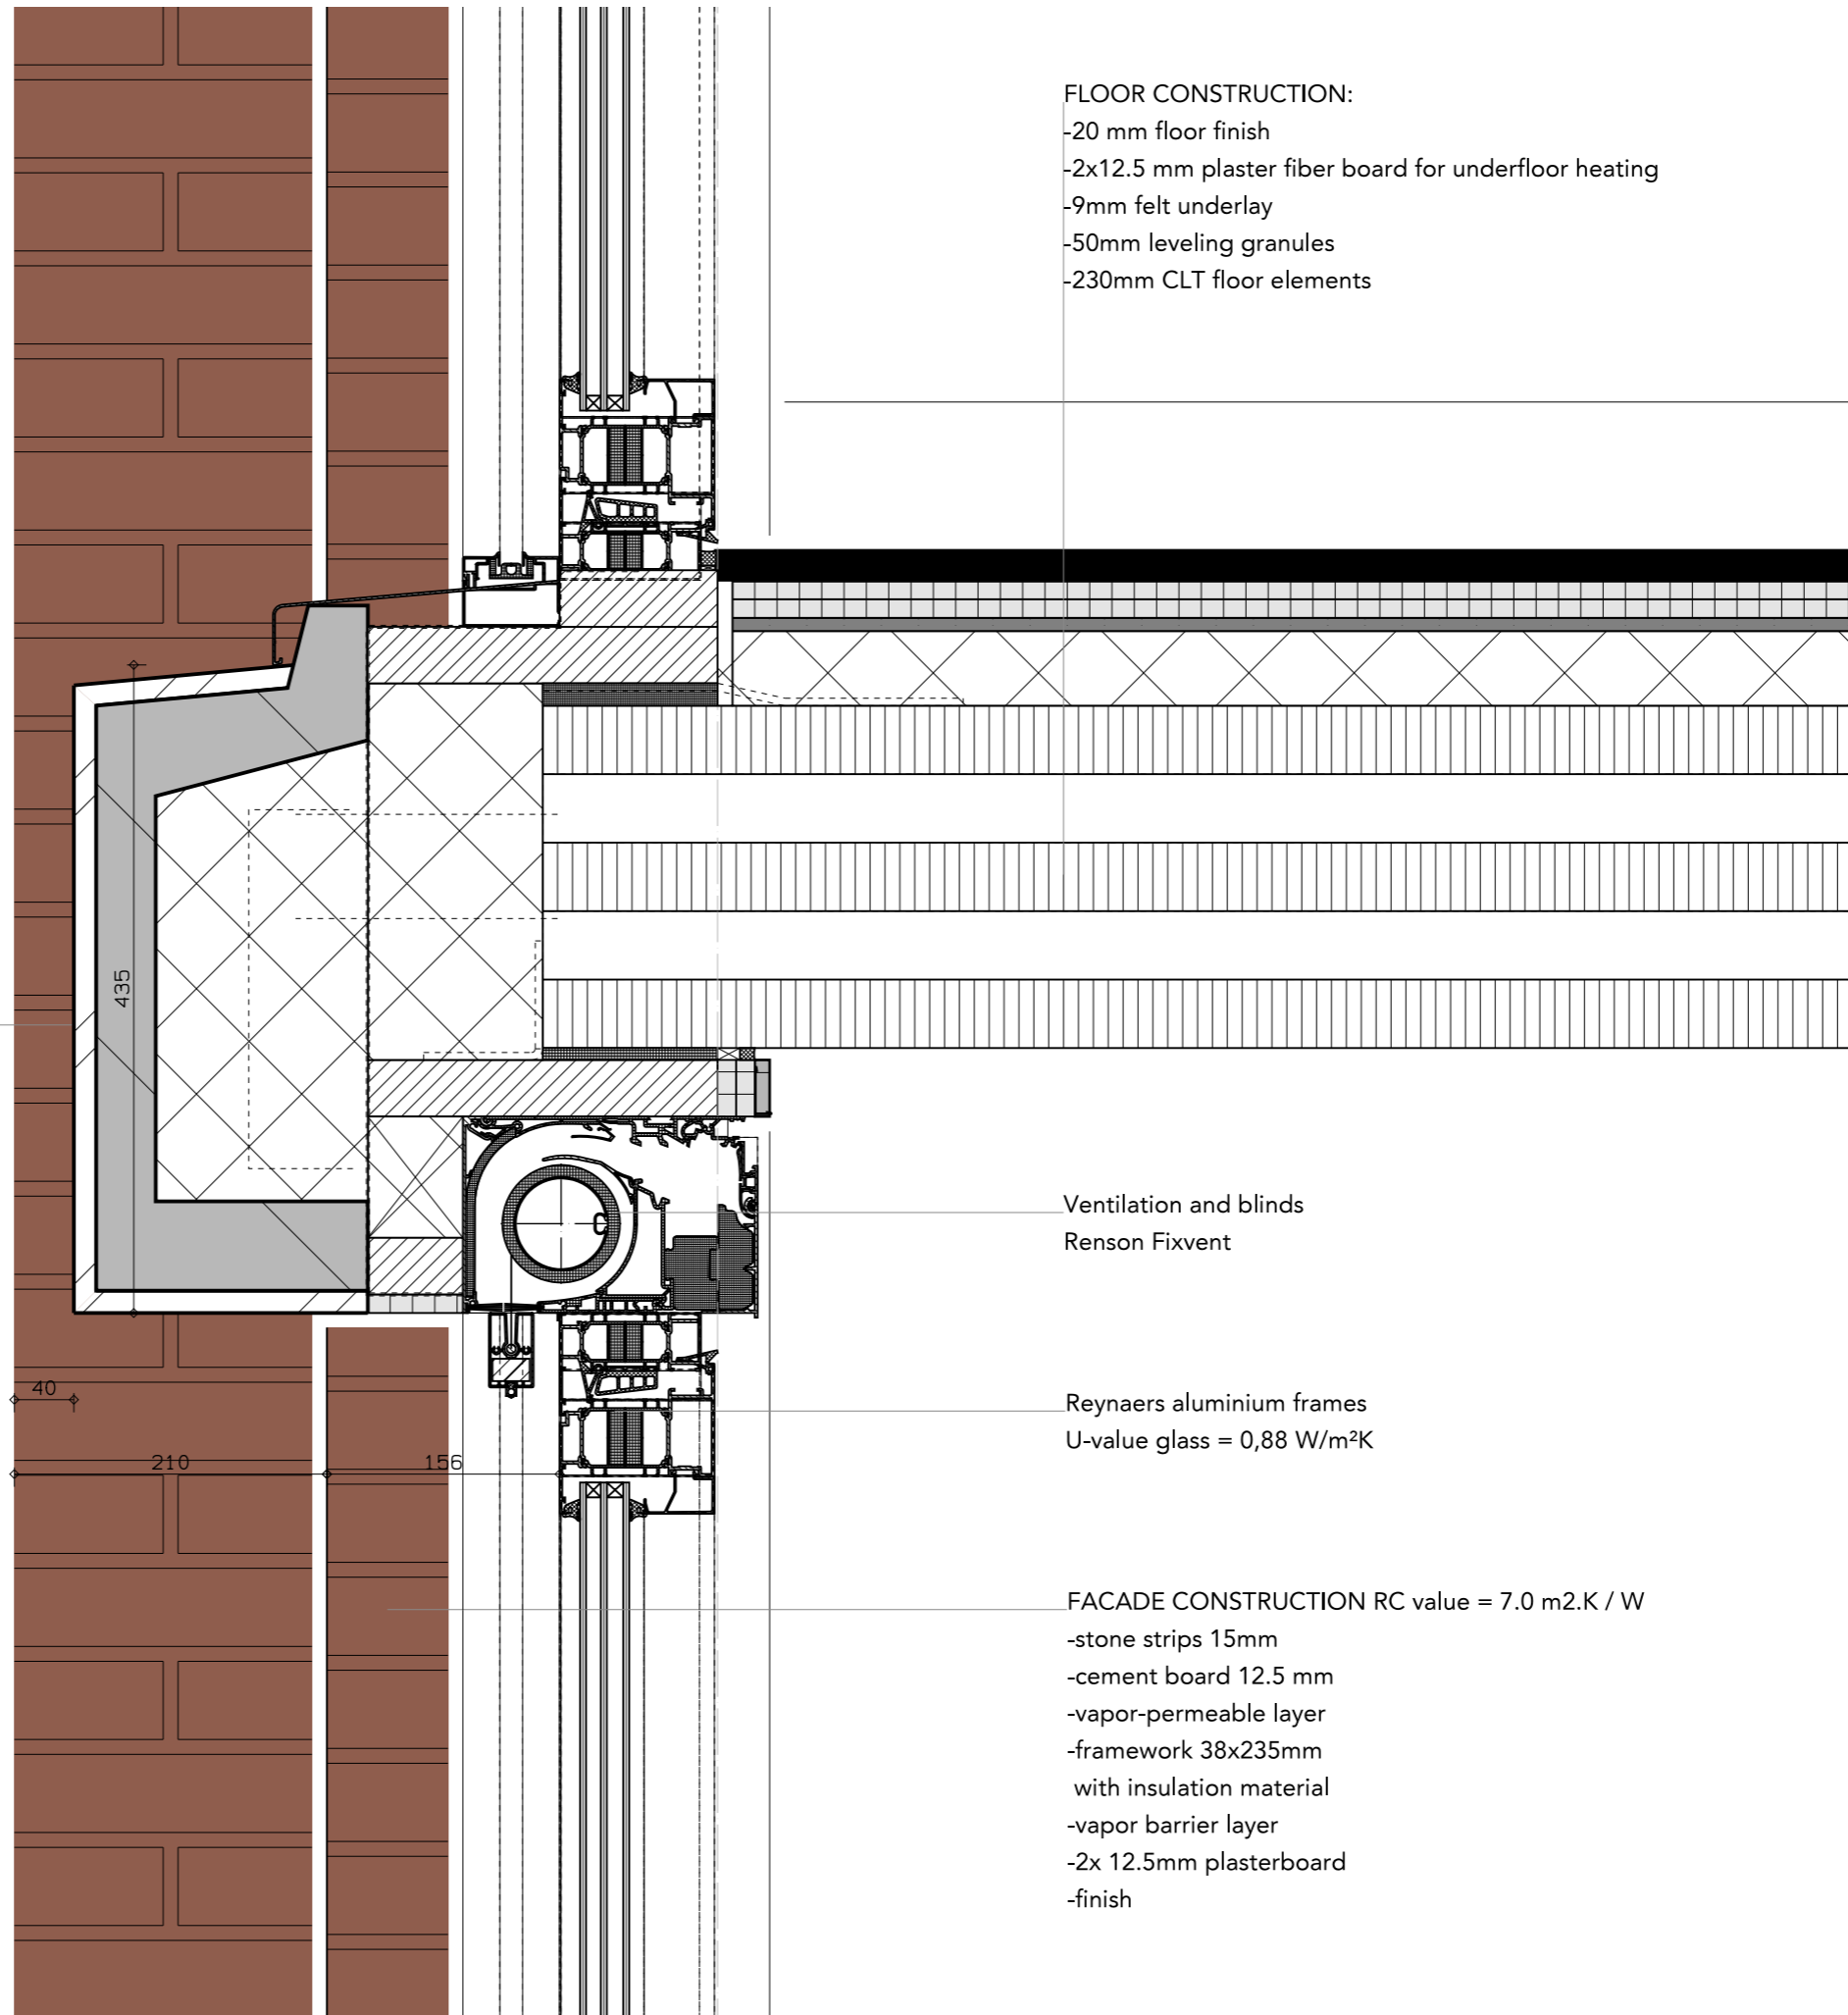 FLOOR CONSTRUCTION:
-20 mm floor finish
-2x12.5 mm plaster fiber board for underfloor heating
-9mm felt underlay
-50mm leveling granules
-230mm CLT floor elements
435
Ventilation and blinds
Renson Fixvent
40
Reynaers aluminium frames
U-value glass = 0,88 W/m²K
210
156
FACADE CONSTRUCTION RC value = 7.0 m2.K / W
-stone strips 15mm
-cement board 12.5 mm
-vapor-permeable layer
-framework 38x235mm
with insulation material
-vapor barrier layer
-2x 12.5mm plasterboard
-finish